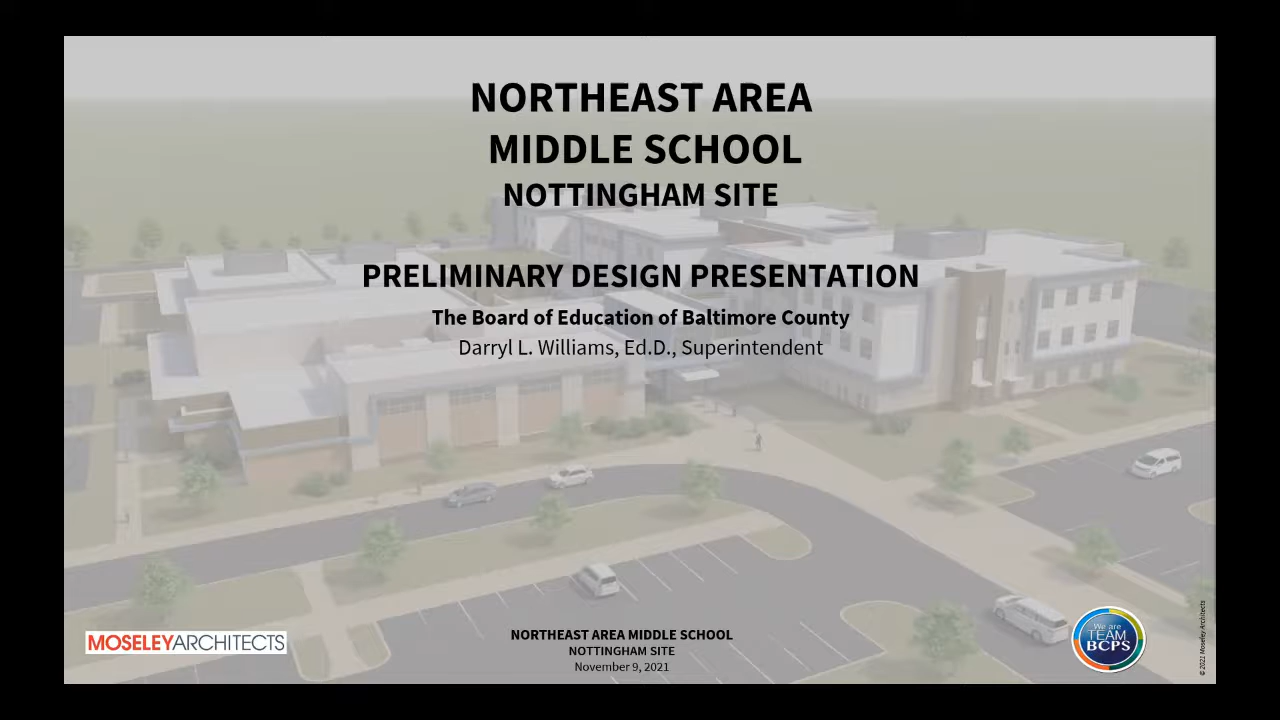 NORTHEAST AREA
MIDDLE SCHOOL
NOTTINGHAM SITE
PRELIMINARY DESIGN PRESENTATION
The Board of Education of Baltimore County
Darryl L. Williams, Ed.D., Superintendent
MOSELEYARCHITECTS
NORTHEAST AREA MIDDLE SCHOOL
NOTTINGHAM SITE
November 9, 2021
We are
TEAM
BCPS
© 2021 Moseley Architects